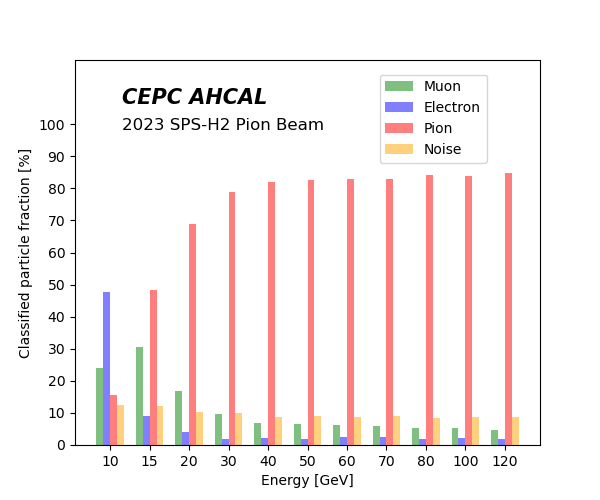 CEPC AHCAL
2023 SPS-H2 Pion Beam
Muon
Electron
Pion
Noise
Classified particle fraction [%]
100
90
80
70
60
50
40
30
20
10
0
10 15 20 30 40 50 60 70 80 100 120
Energy [GeV]